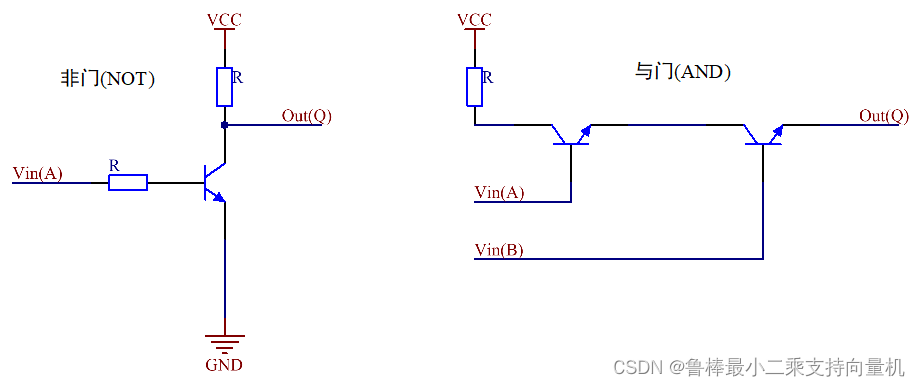 VCC
R
非门(NOT)
Out(Q)
R
Vin(A)
GND
VCC
R
与门(AND)
Out(Q)
Vin(A)
Vin(B)
CSDN @鲁棒最小二乘支持向量机